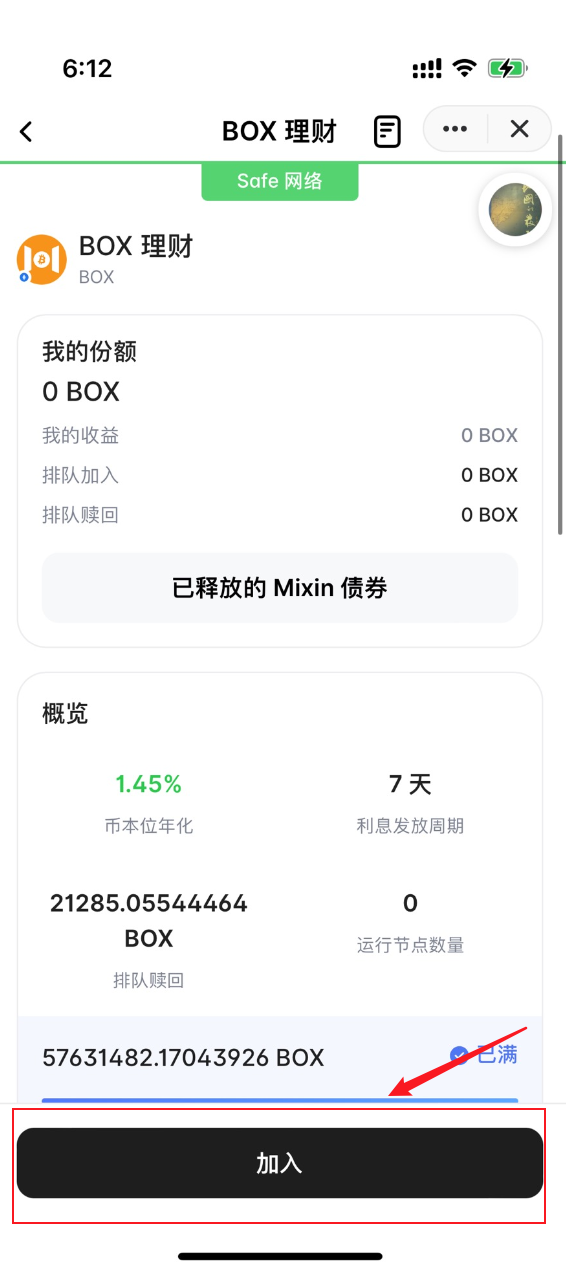 6:12
BOX 理财
Safe 网络
BOX 理财
BOX
我的份额
0 BOX
我的收益
0 BOX
排队加入
0 BOX
排队赎回
0 BOX
已释放的 Mixin 债券
概览
1.45%
7 天
币本位年化
利息发放周期
21285.05544464
BOX
0
排队赎回
运行节点数量
57631482.17043926 BOX
已满
加入